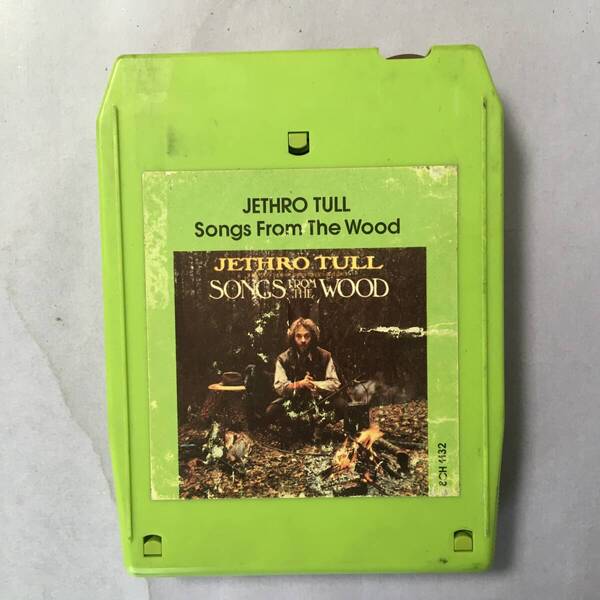 JETHRO TULL
Songs From The Wood
JETHRO TULL
SONGS FROM THE WOOD
8CH 1132